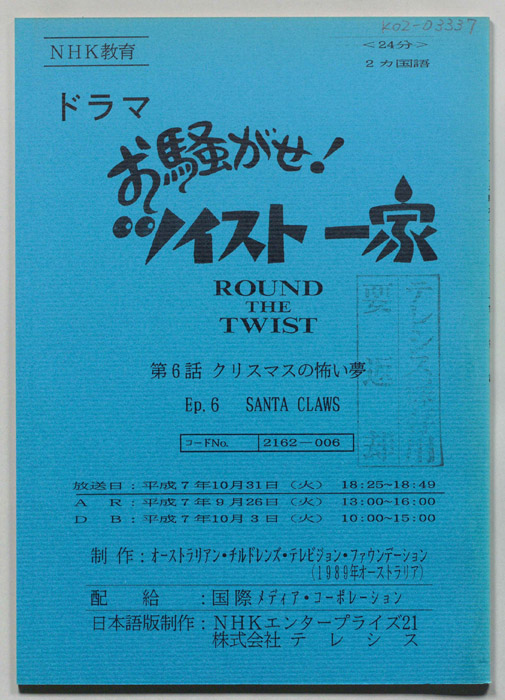 K02-03337
NHK教育
<24分>
2ヵ国語
ドラマ
お騒がせ!
ツイスト一家
ROUND
THE
TWIST
第6話 クリスマスの怖い夢
Ep.6 SANTA CLAWS
コードNo. 2162-006
要返却
放送日:平成7年10月31日(火) 18:25~18:49
AR:平成7年9月26日(火) 13:00~16:00
DB:平成7年10月3日(火) 10:00~15:00
制作:オーストラリアン・チルドレンズ・テレビジョン・ファウンデーション
(1989年オーストラリア)
配給:国際メディア・コーポレーション
日本語版制作:NHKエンタープライズ21
株式会社テレシス